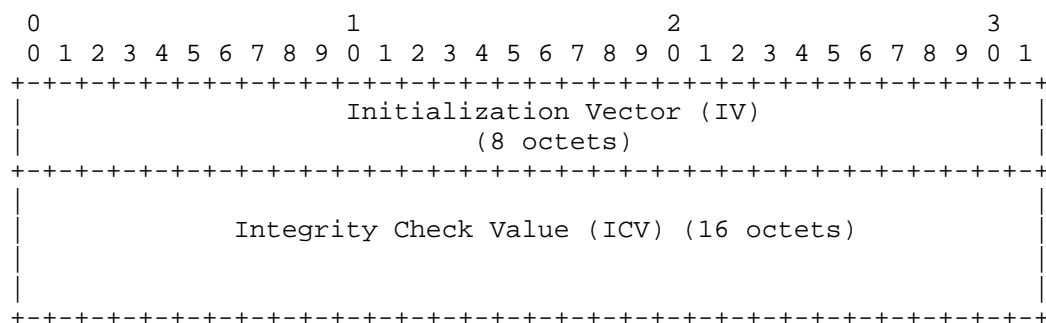 0                   1                   2                   3
 0 1 2 3 4 5 6 7 8 9 0 1 2 3 4 5 6 7 8 9 0 1 2 3 4 5 6 7 8 9 0 1
+-+-+-+-+-+-+-+-+-+-+-+-+-+-+-+-+-+-+-+-+-+-+-+-+-+-+-+-+-+-+-+-+
|                    Initialization Vector (IV)                 |
|                            (8 octets)                         |
+-+-+-+-+-+-+-+-+-+-+-+-+-+-+-+-+-+-+-+-+-+-+-+-+-+-+-+-+-+-+-+-+
|                                                               |
|             Integrity Check Value (ICV) (16 octets)           |
|                                                               |
|                                                               |
+-+-+-+-+-+-+-+-+-+-+-+-+-+-+-+-+-+-+-+-+-+-+-+-+-+-+-+-+-+-+-+-+